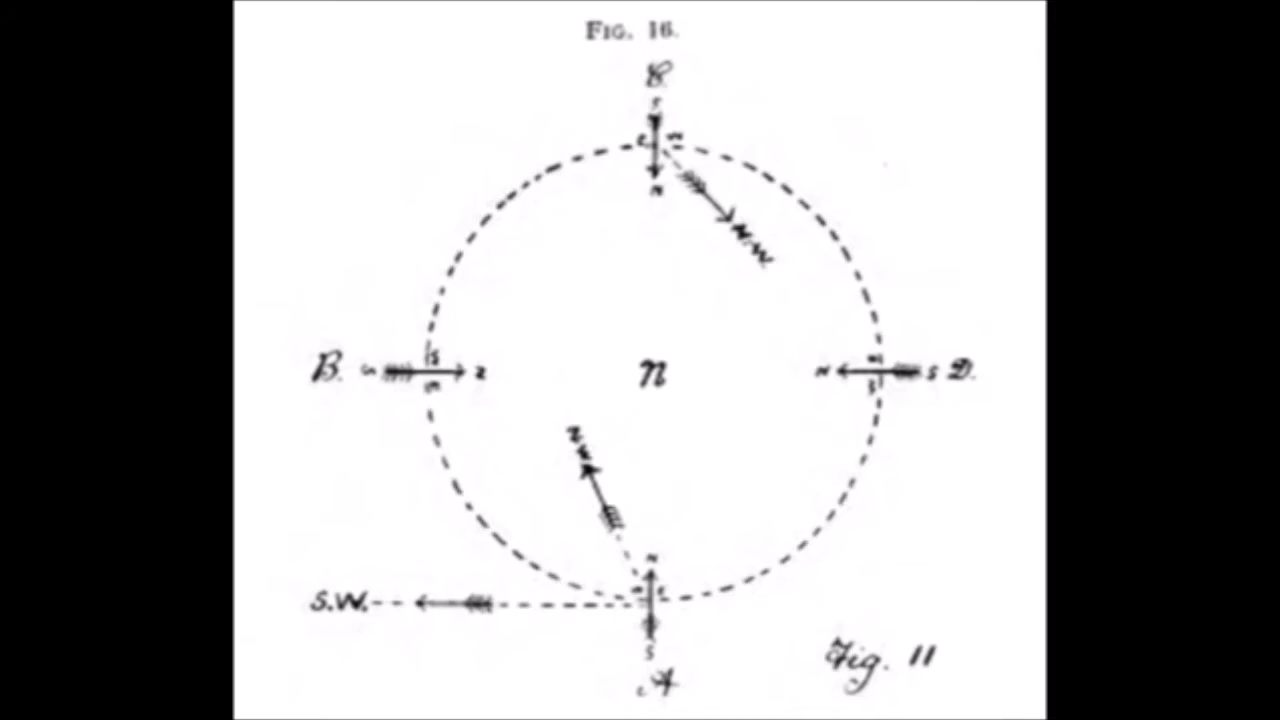 FIG. 16.
C.
S
N
N.W.
B. S N
n
N S D.
N.W.
N
S.W.
S
A
Fig. 11